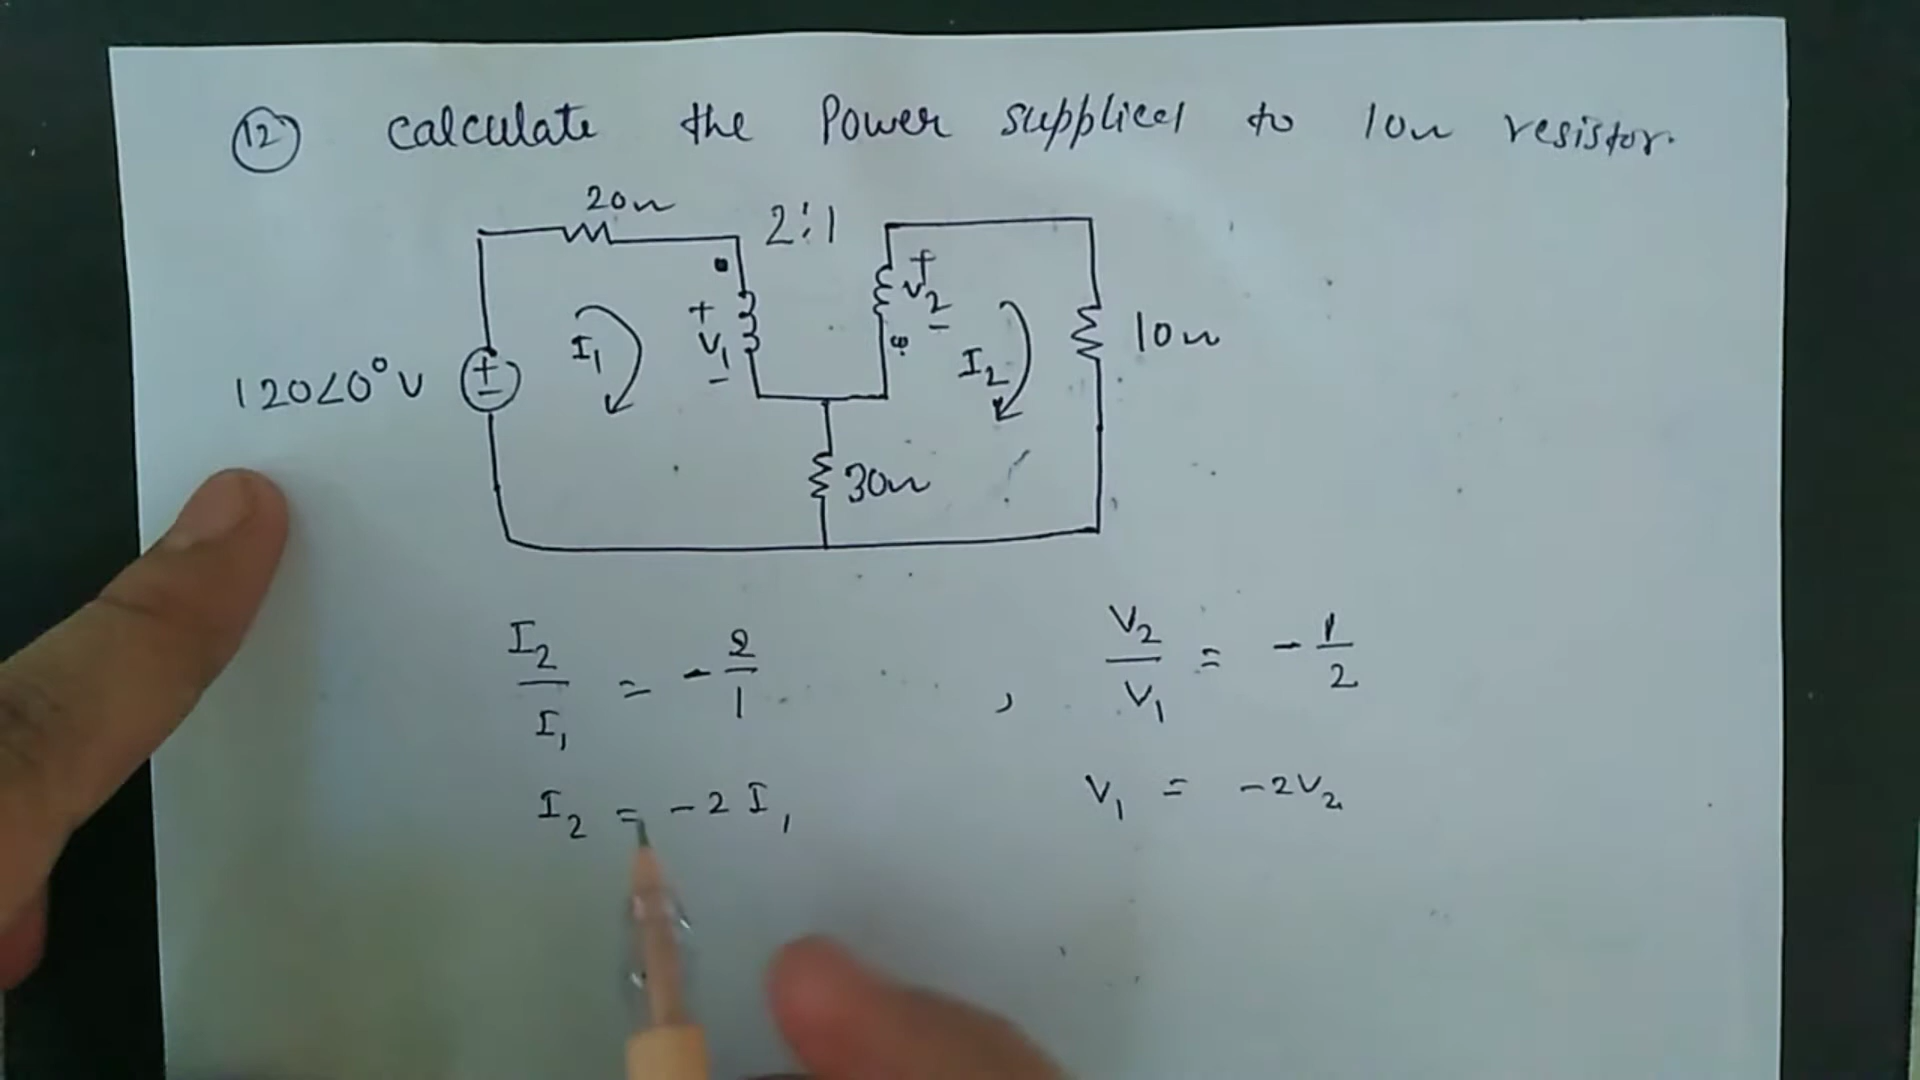 12 calculate the Power supplied to 10Ω resistor.
20Ω
2:1
+
V1
-
+
V2
-
I1
I2
10Ω
120∠0° V
+
-
30Ω
I2/I1 = -2/1 , V2/V1 = -1/2
I2 = -2 I1
V1 = -2V2